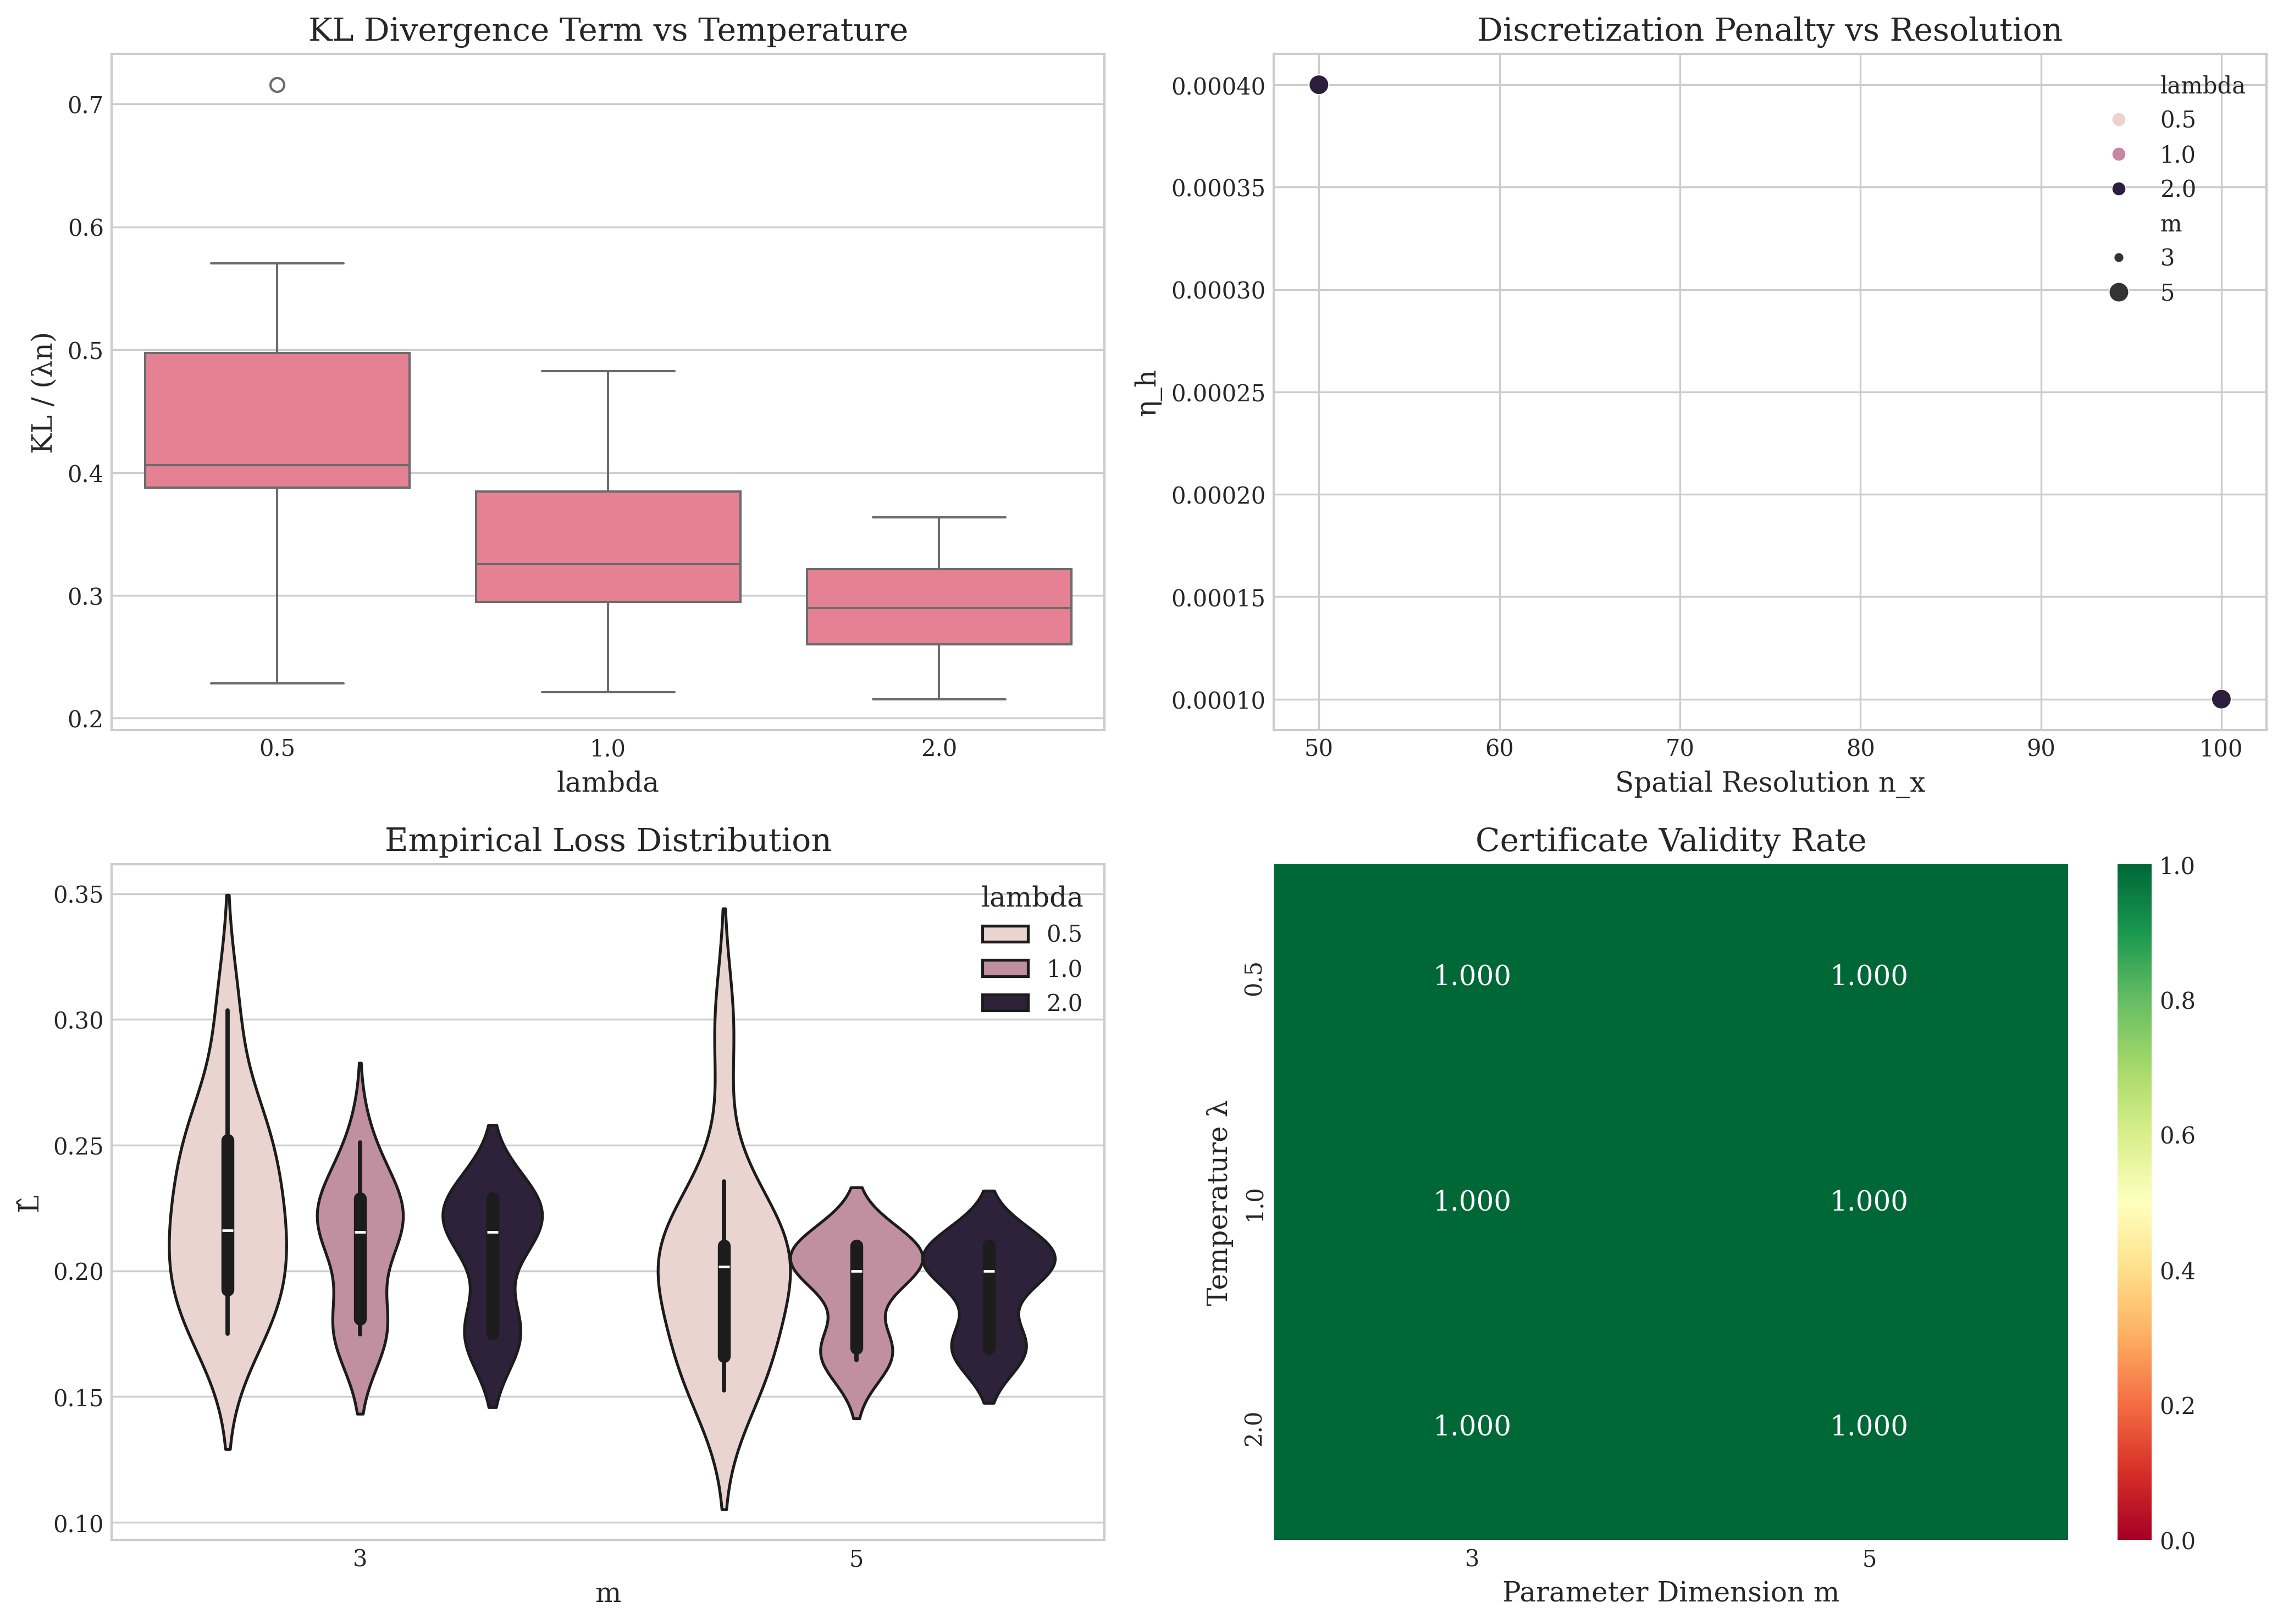 KL Divergence Term vs Temperature
KL / (λn)
0.7
0.6
0.5
0.4
0.3
0.2
0.5 1.0 2.0
lambda
Discretization Penalty vs Resolution
η_h
0.00040
0.00035
0.00030
0.00025
0.00020
0.00015
0.00010
lambda
0.5
1.0
2.0
m
3
5
50 60 70 80 90 100
Spatial Resolution n_x
Empirical Loss Distribution
L̂
0.35
0.30
0.25
0.20
0.15
0.10
lambda
0.5
1.0
2.0
3 5
m
Certificate Validity Rate
Temperature λ
0.5
1.0
2.0
1.000 1.000
1.000 1.000
1.000 1.000
3 5
Parameter Dimension m
1.0
0.8
0.6
0.4
0.2
0.0